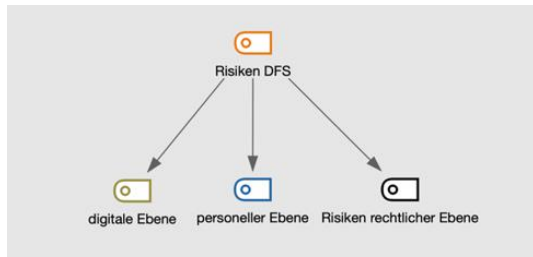 Risiken DFS
digitale Ebene
personeller Ebene
Risiken rechtlicher Ebene